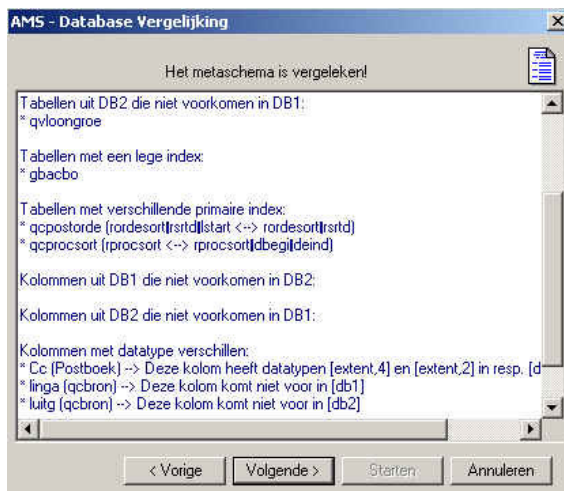 AMS - Database Vergelijking
Het metaschema is vergeleken!
Tabellen uit DB2 die niet voorkomen in DB1:
* qvloongroe
Tabellen met een lege index:
* gbacbo
Tabellen met verschillende primaire index:
* qcpostorde (rordesort|rsrtd|lstart <--> rordesort|rsrtd)
* qcprocsort (rprocsort <--> rprocsort|dbegi|deind)
Kolommen uit DB1 die niet voorkomen in DB2:
Kolommen uit DB2 die niet voorkomen in DB1:
Kolommen met datatype verschillen:
* Cc (Postboek) --> Deze kolom heeft datatypen [extent,4] en [extent,2] in resp. [d
* linga (qcbron) --> Deze kolom komt niet voor in [db1]
* luitg (qcbron) --> Deze kolom komt niet voor in [db2]
< Vorige Volgende > Starten Annuleren